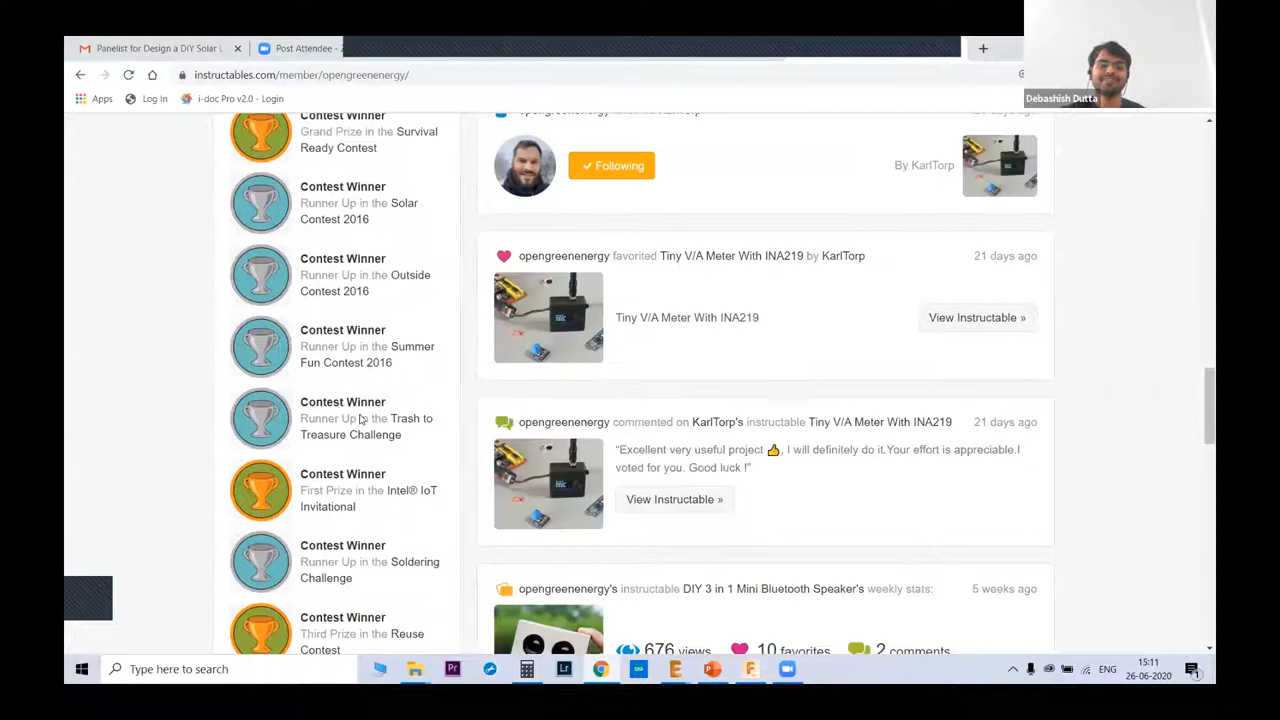 Panelist for Design a DIY Solar L
Post Attendee -
instructables.com/member/opengreenenergy/
Debashish Dutta
Apps
Log In
i-doc Pro v2.0 - Login
Contest Winner
Grand Prize in the Survival
Ready Contest
Contest Winner
Runner Up in the Solar
Contest 2016
Contest Winner
Runner Up in the Outside
Contest 2016
Contest Winner
Runner Up in the Summer
Fun Contest 2016
Contest Winner
Runner Up in the Trash to
Treasure Challenge
Contest Winner
First Prize in the Intel® IoT
Invitational
Contest Winner
Runner Up in the Soldering
Challenge
Contest Winner
Third Prize in the Reuse
Contest
Following
By KarlTorp
opengreenenergy favorited Tiny V/A Meter With INA219 by KarlTorp
21 days ago
Tiny V/A Meter With INA219
View Instructable »
opengreenenergy commented on KarlTorp's instructable Tiny V/A Meter With INA219
21 days ago
“Excellent very useful project 👍, I will definitely do it.Your effort is appreciable.I
voted for you. Good luck !”
View Instructable »
opengreenenergy's instructable DIY 3 in 1 Mini Bluetooth Speaker's weekly stats:
5 weeks ago
676 views
10 favorites
2 comments
Type here to search
Pr
Lrc
ENG
15:11
26-06-2020